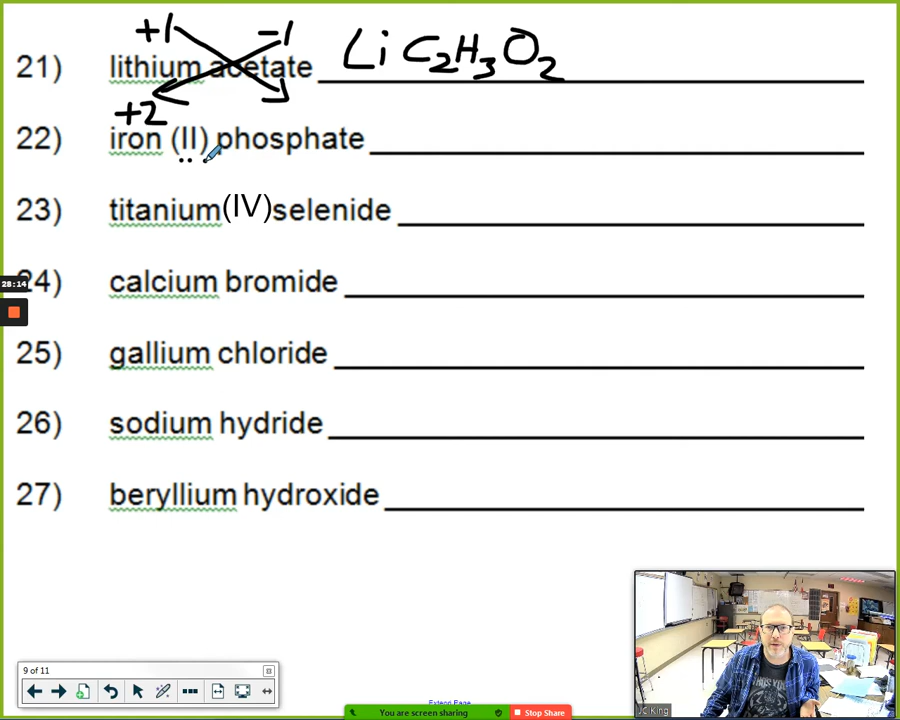 +1 -1
21) lithium acetate LiC2H3O2
+2
22) iron (II) phosphate
23) titanium(IV)selenide
24) calcium bromide
28:14
25) gallium chloride
26) sodium hydride
27) beryllium hydroxide
9 of 11
Extend Page
You are screen sharing Stop Share
JC King